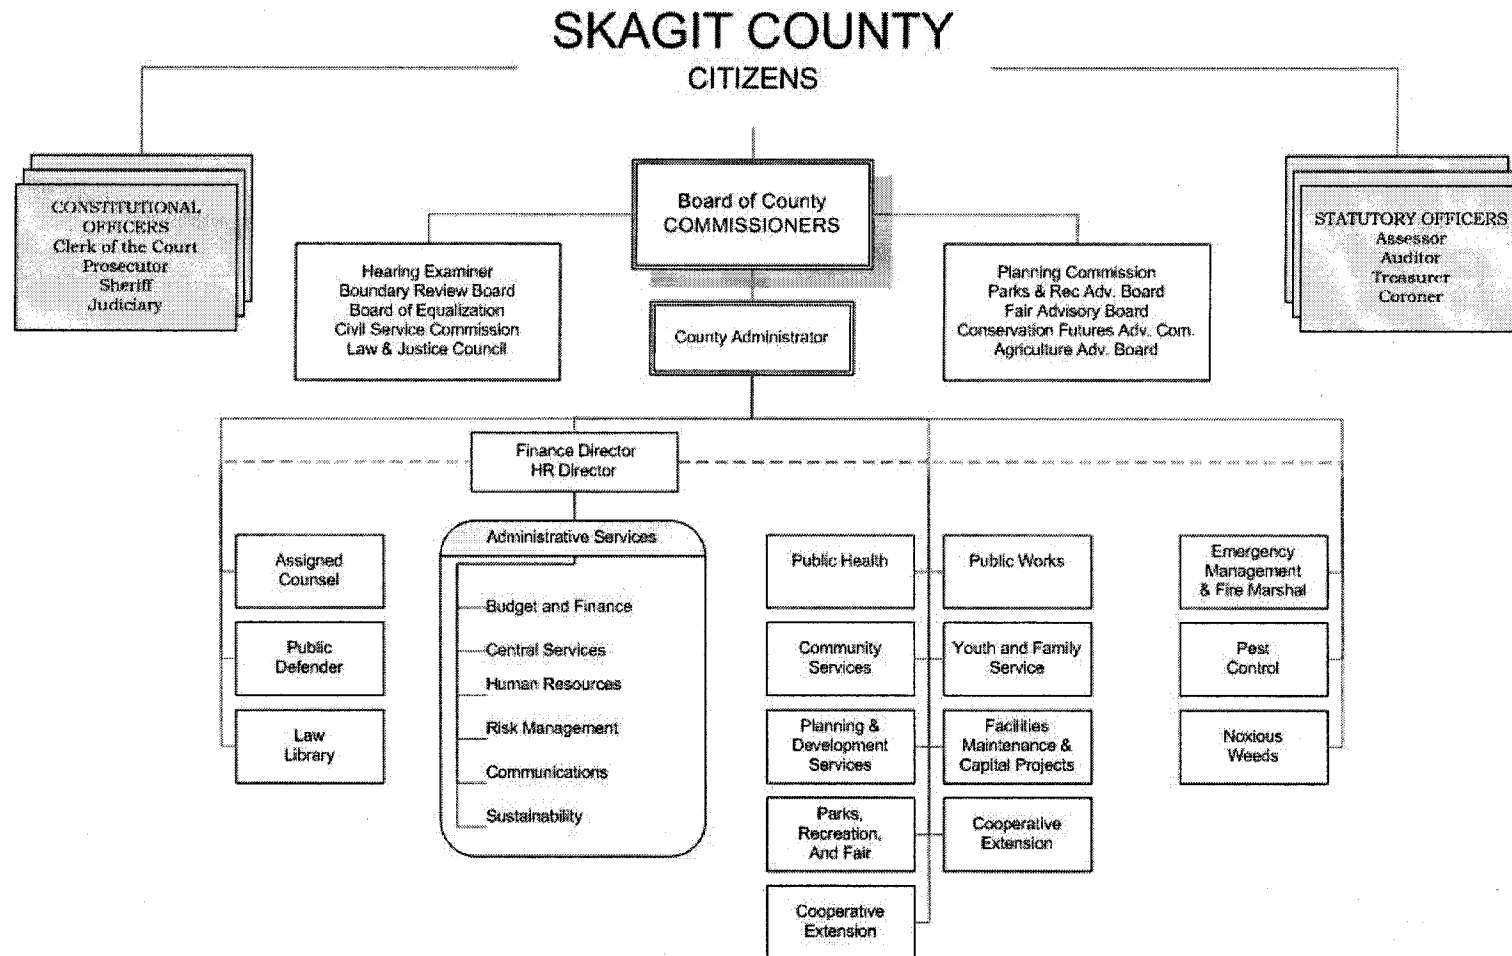 SKAGIT COUNTY
CITIZENS
CONSTITUTIONAL
OFFICERS
Clerk of the Court
Prosecutor
Sheriff
Judiciary
Board of County
COMMISSIONERS
STATUTORY OFFICERS
Assessor
Auditor
Treasurer
Coroner
Hearing Examiner
Boundary Review Board
Board of Equalization
Civil Service Commission
Law & Justice Council
County Administrator
Planning Commission
Parks & Rec Adv. Board
Fair Advisory Board
Conservation Futures Adv. Com.
Agriculture Adv. Board
Finance Director
HR Director
Assigned
Counsel
Public
Defender
Law
Library
Administrative Services
Budget and Finance
Central Services
Human Resources
Risk Management
Communications
Sustainability
Public Health
Public Works
Community
Services
Youth and Family
Service
Planning &
Development
Services
Facilities
Maintenance &
Capital Projects
Parks,
Recreation,
And Fair
Cooperative
Extension
Cooperative
Extension
Emergency
Management
& Fire Marshal
Pest
Control
Noxious
Weeds